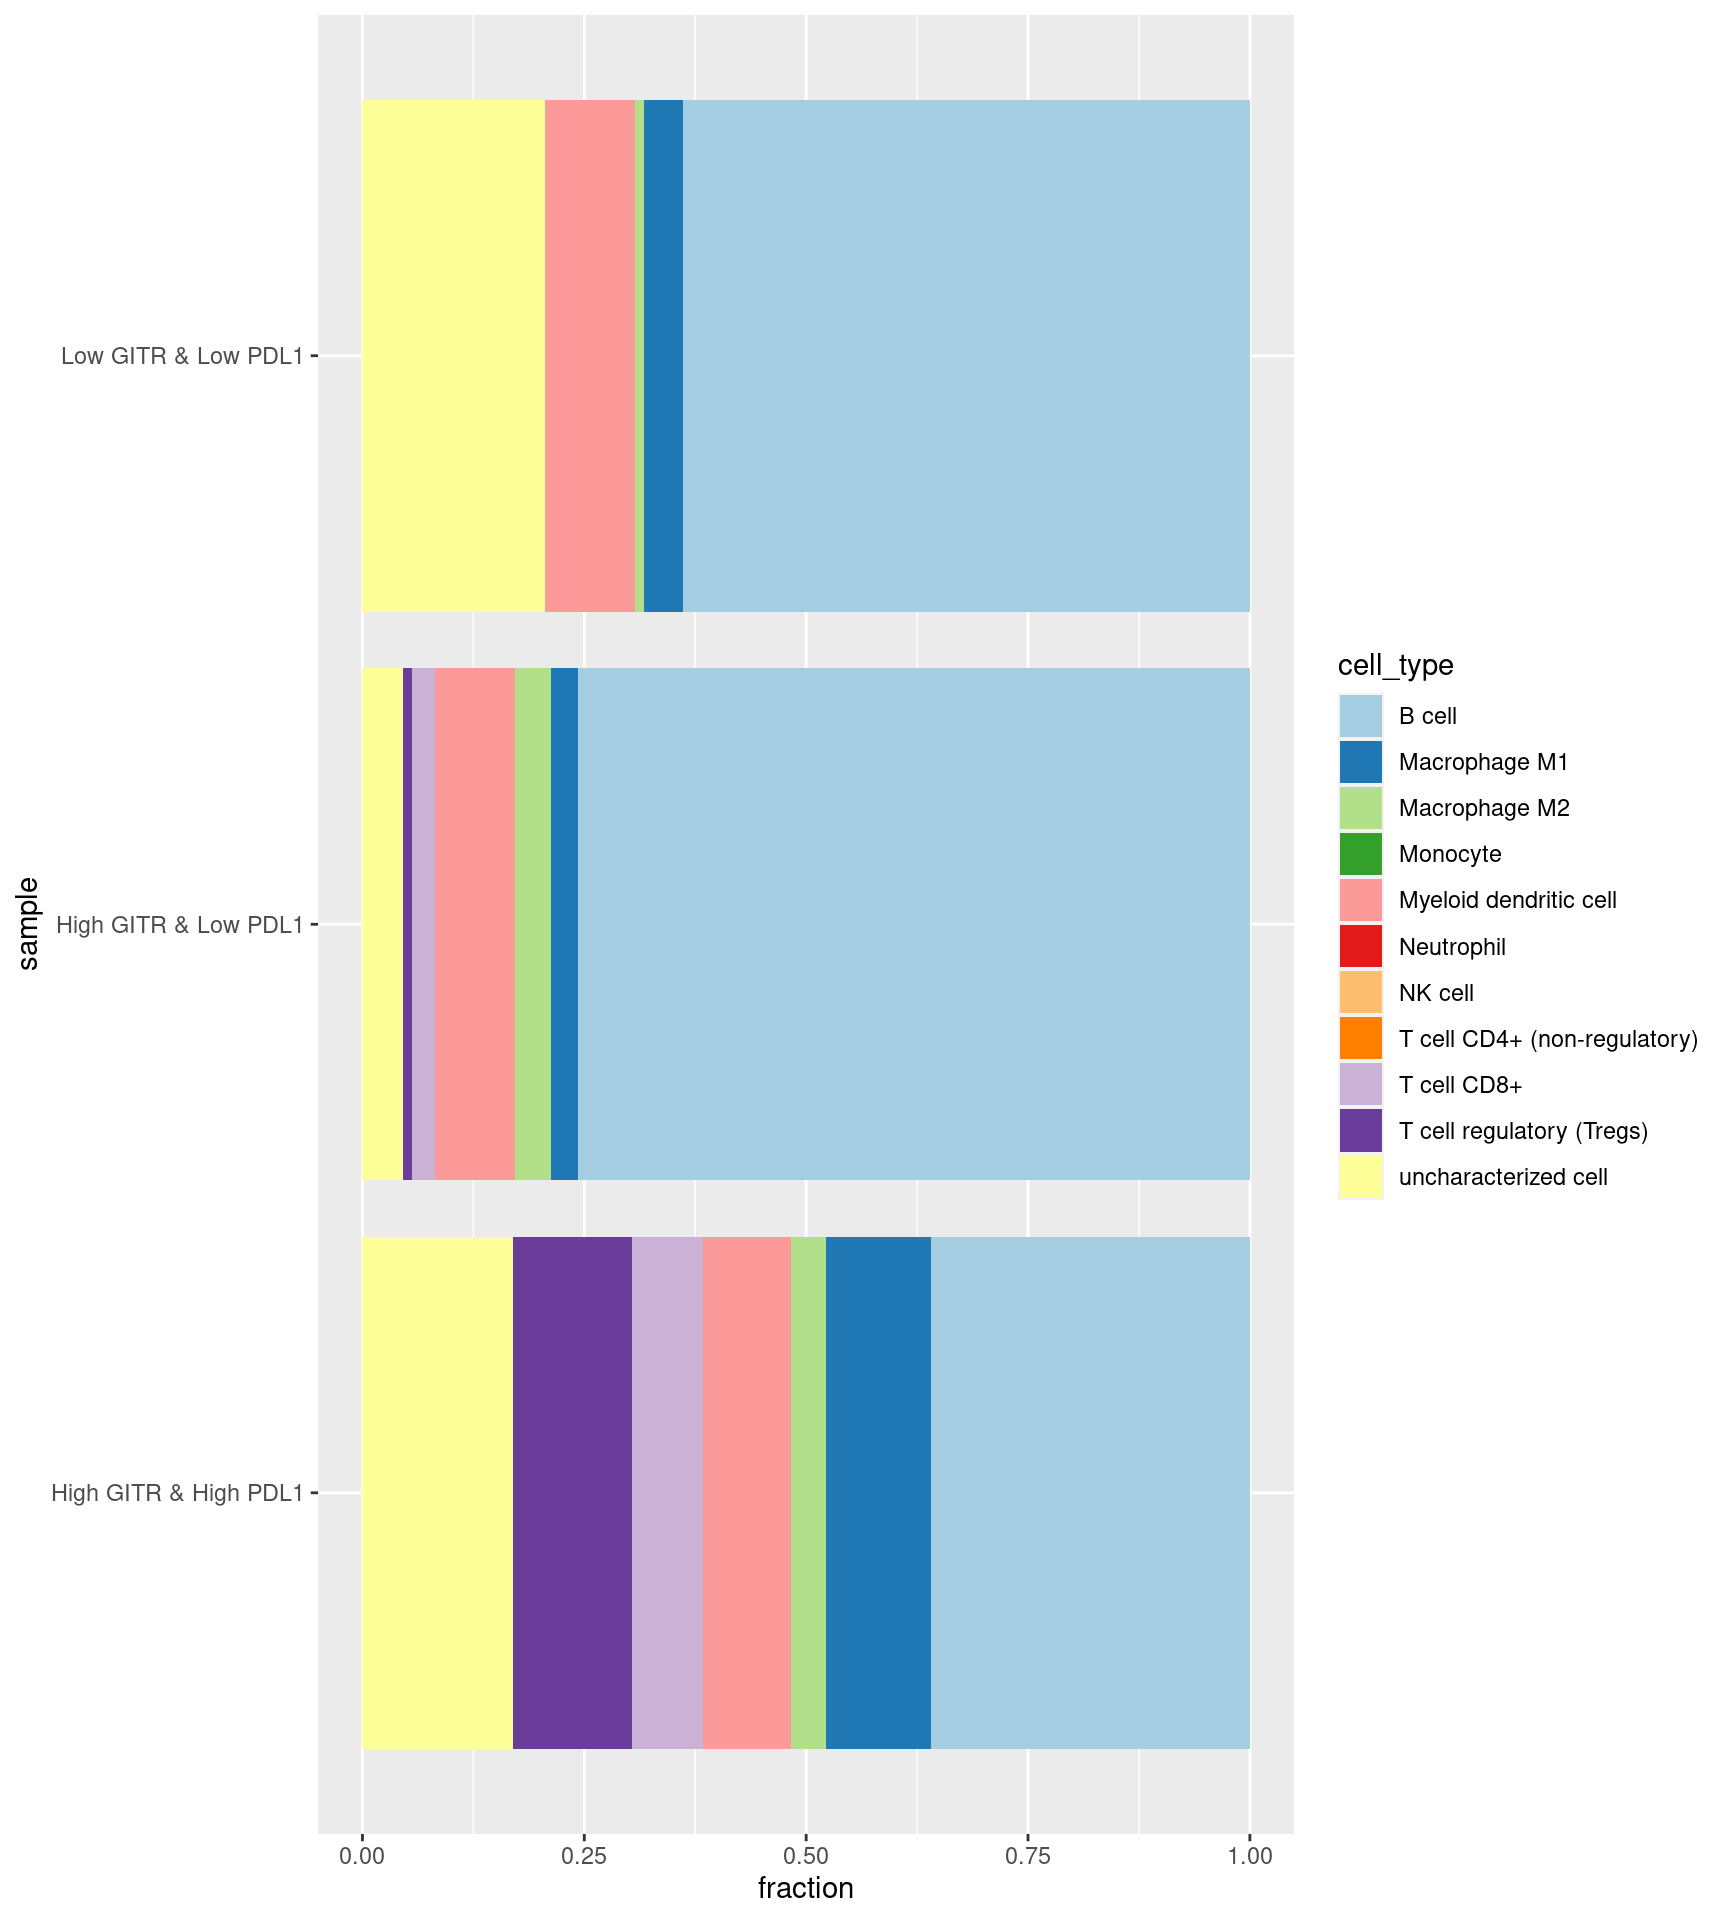 Low GITR & Low PDL1
High GITR & Low PDL1
High GITR & High PDL1
sample
0.00
0.25
0.50
0.75
1.00
fraction
cell_type
B cell
Macrophage M1
Macrophage M2
Monocyte
Myeloid dendritic cell
Neutrophil
NK cell
T cell CD4+ (non-regulatory)
T cell CD8+
T cell regulatory (Tregs)
uncharacterized cell